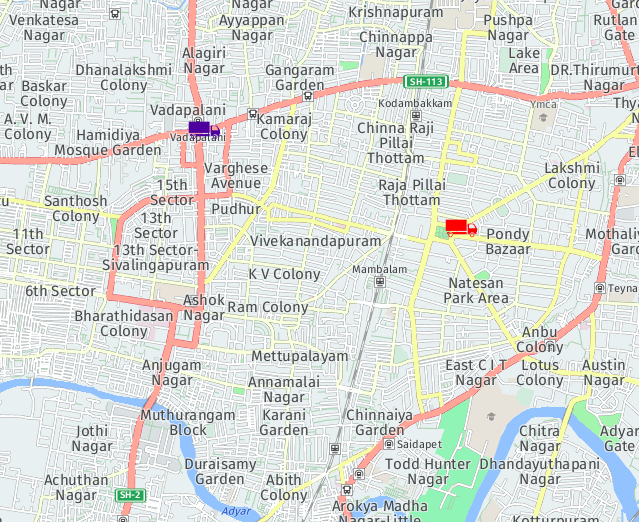 Venkatesa
Nagar
Ayyappan
Nagar
Krishnapuram
Pushpa
Nagar
Rutlan
Gate
Chinnappa
Nagar
Alagiri
Nagar
Lake
Area
Dhanalakshmi
Colony
Gangaram
Garden
DR.Thirumur
Naga
Baskar
Colony
SH-113
Kodambakkam
Ymca
Thy
Vadapalani
A. V. M.
Colony
Kamaraj
Colony
Chinna Raji
Pillai
Thottam
Hamidiya
Mosque Garden
Vadapalani
Varghese
Avenue
Lakshmi
Colony
15th
Sector
Raja Pillai
Thottam
Santhosh
Colony
Pudhur
13th
Sector
11th
Sector
Vivekanandapuram
Pondy
Bazaar
Mothaliy
Gard
13th Sector-
Sivalingapuram
K V Colony
Mambalam
6th Sector
Natesan
Park Area
Teyna
Ashok
Nagar
Ram Colony
Bharathidasan
Colony
Anbu
Colony
Mettupalayam
Anjugam
Nagar
East C I T
Nagar
Lotus
Colony
Austin
Nagar
Annamalai
Nagar
Muthurangam
Block
Karani
Garden
Chinnaiya
Garden
Jothi
Nagar
Saidapet
Chitra
Nagar
Adyar
Gate
Duraisamy
Garden
Todd Hunter
Nagar
Dhandayuthapani
Nagar
Achuthan
Nagar
Abith
Colony
SH-2
Adyar
Arokya Madha
Nagar-Little
Kotturpuram